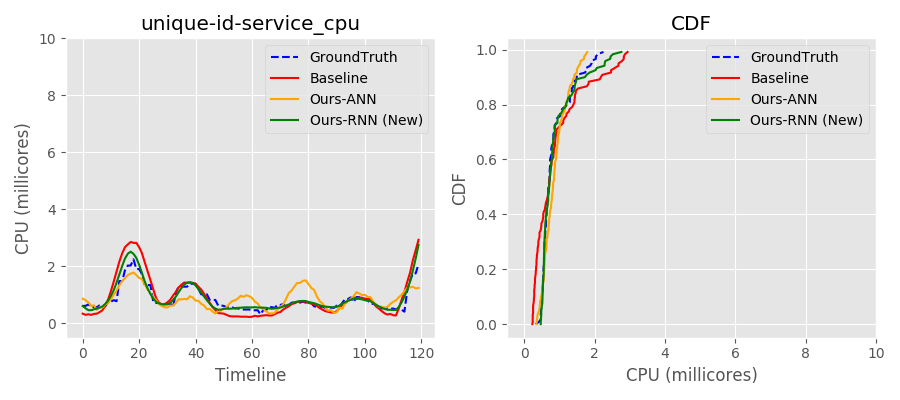 unique-id-service_cpu
CPU (millicores)
10
8
6
4
2
0
GroundTruth
Baseline
Ours-ANN
Ours-RNN (New)
0 20 40 60 80 100 120
Timeline
CDF
CDF
1.0
0.8
0.6
0.4
0.2
0.0
GroundTruth
Baseline
Ours-ANN
Ours-RNN (New)
0 2 4 6 8 10
CPU (millicores)